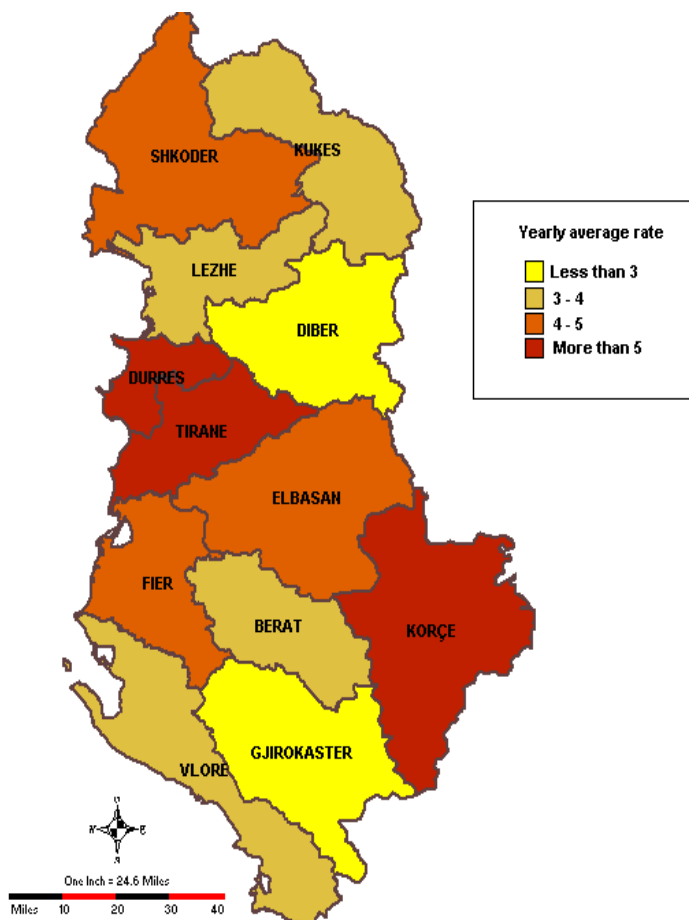 SHKODER
KUKES
LEZHE
DIBER
DURRES
TIRANE
ELBASAN
FIER
BERAT
KORÇE
GJIROKASTER
VLORE
Yearly average rate
Less than 3
3 - 4
4 - 5
More than 5
One Inch = 24.6 Miles
Miles 10 20 30 40